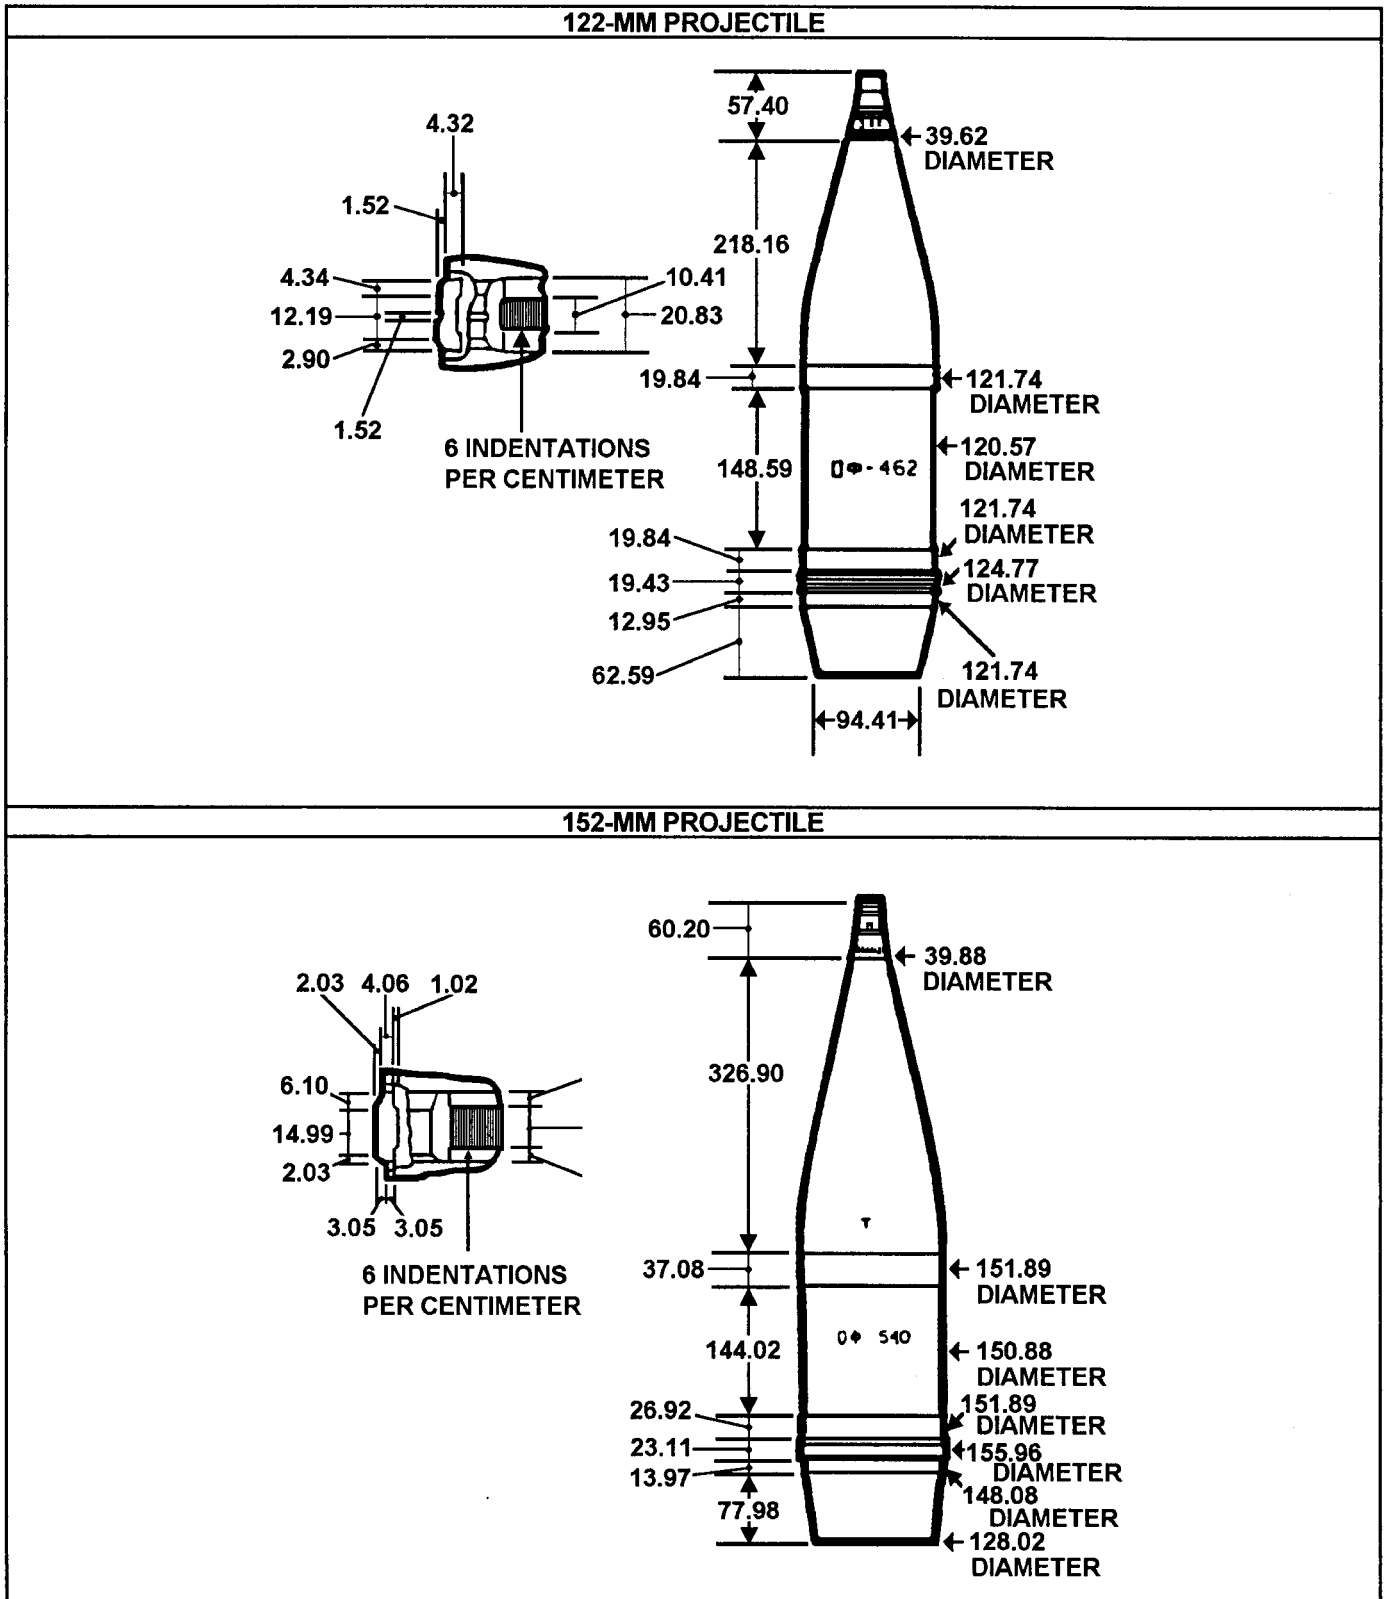 122-MM PROJECTILE
57.40
39.62
DIAMETER
4.32
1.52
218.16
4.34
12.19
2.90
10.41
20.83
1.52
6 INDENTATIONS
PER CENTIMETER
19.84
121.74
DIAMETER
148.59
ОФ-462
120.57
DIAMETER
121.74
DIAMETER
19.84
19.43
124.77
DIAMETER
12.95
62.59
121.74
DIAMETER
94.41
152-MM PROJECTILE
60.20
39.88
DIAMETER
2.03 4.06 1.02
326.90
6.10
14.99
2.03
3.05 3.05
6 INDENTATIONS
PER CENTIMETER
T
37.08
151.89
DIAMETER
144.02
ОФ 540
150.88
DIAMETER
26.92
151.89
DIAMETER
23.11
155.96
DIAMETER
13.97
148.08
DIAMETER
77.98
128.02
DIAMETER